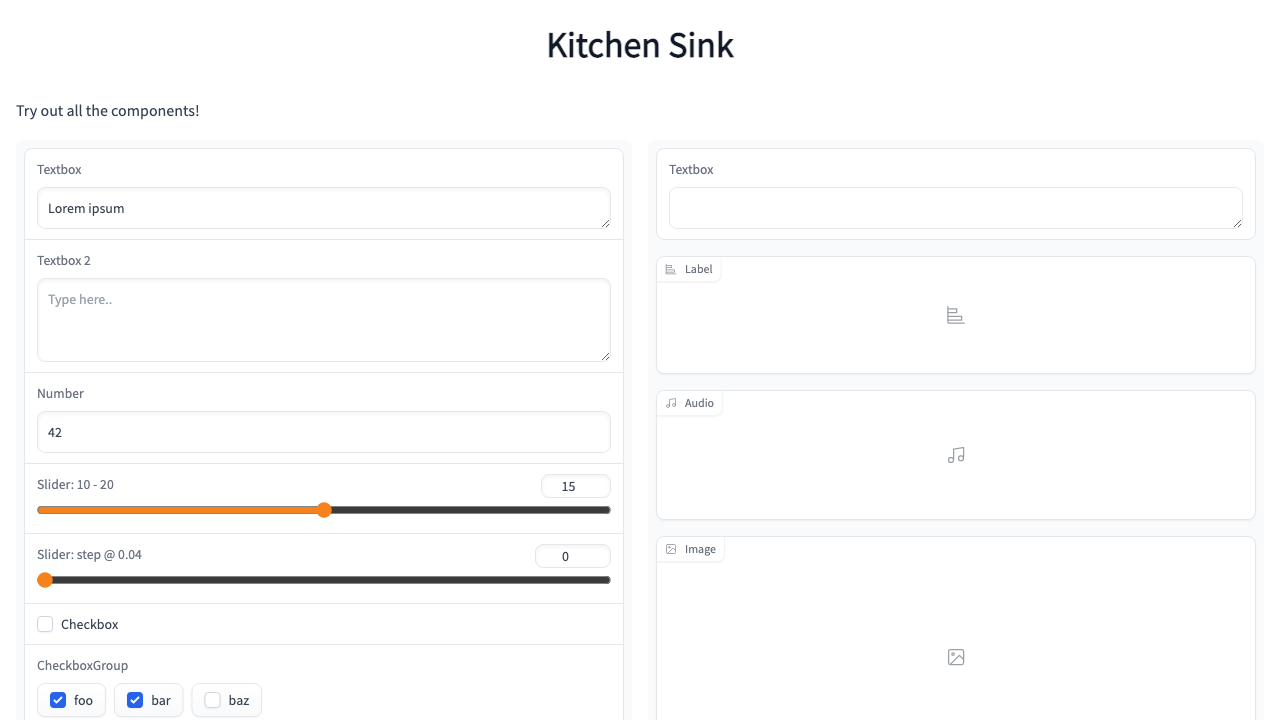 Kitchen Sink
Try out all the components!
Textbox
Lorem ipsum
Textbox 2
Type here..
Number
42
Slider: 10 - 20
15
Slider: step @ 0.04
0
Checkbox
CheckboxGroup
foo
bar
baz
Textbox
Label
Audio
Image